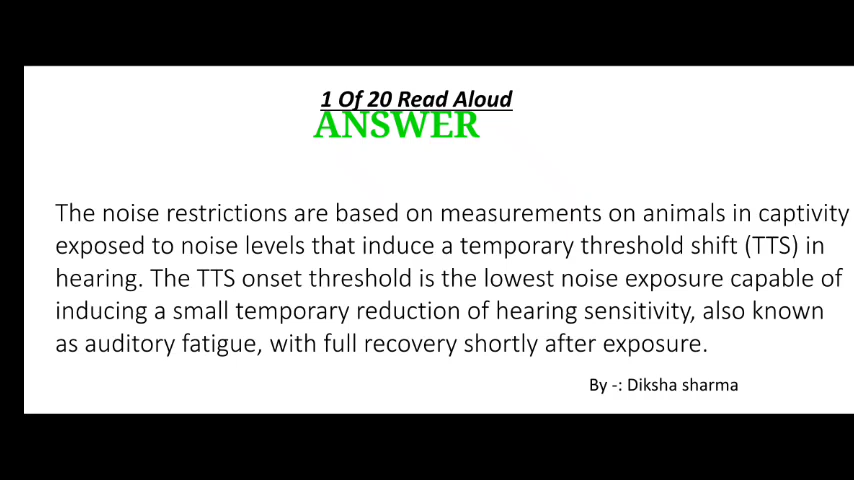 1 Of 20 Read Aloud
ANSWER
The noise restrictions are based on measurements on animals in captivity
exposed to noise levels that induce a temporary threshold shift (TTS) in
hearing. The TTS onset threshold is the lowest noise exposure capable of
inducing a small temporary reduction of hearing sensitivity, also known
as auditory fatigue, with full recovery shortly after exposure.
By -: Diksha sharma